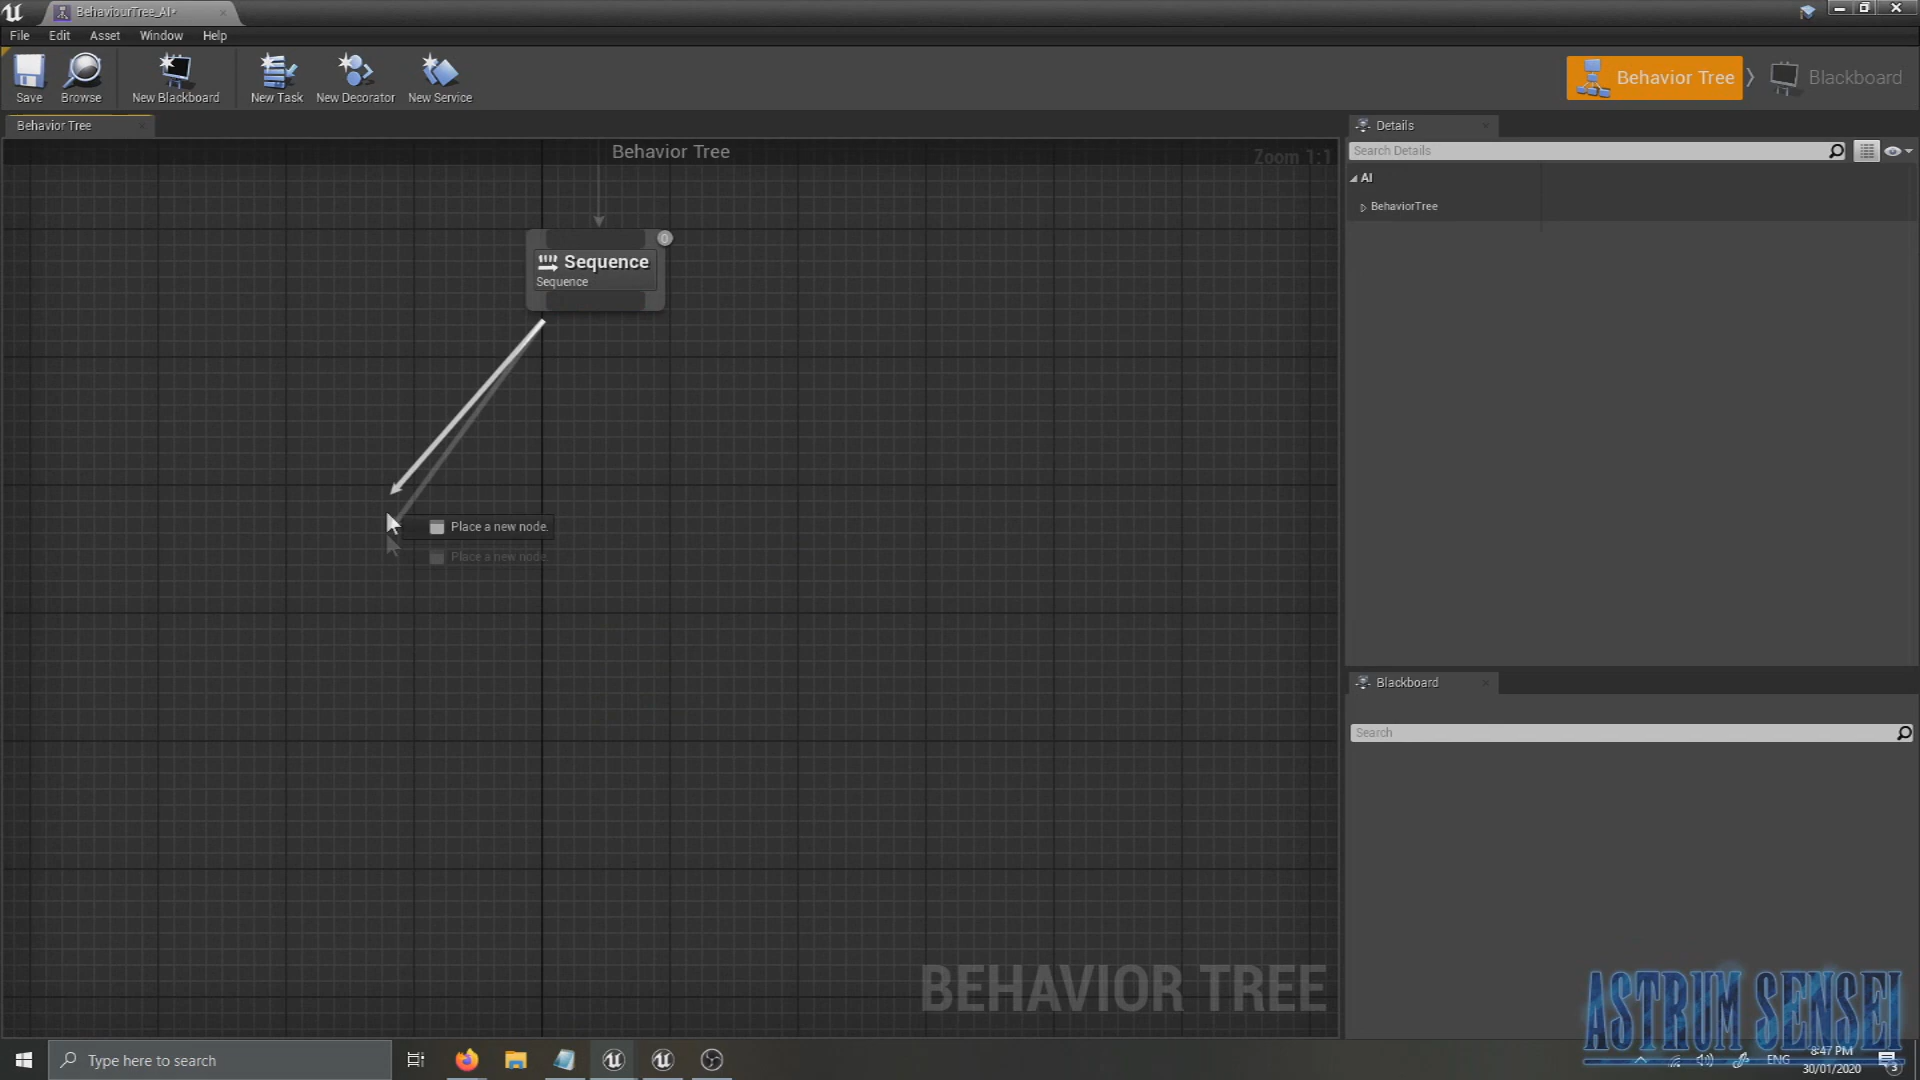 BehaviourTree_AI*
File Edit Asset Window Help
Save Browse New Blackboard New Task New Decorator New Service
Behavior Tree Blackboard
Behavior Tree
Details
Behavior Tree
Zoom 1:1
Search Details
AI
BehaviorTree
0
Sequence
Sequence
Place a new node.
Place a new node.
Blackboard
Search
BEHAVIOR TREE
ASTRUM SENSEI
Type here to search
ENG
8:47 PM
30/01/2020
3